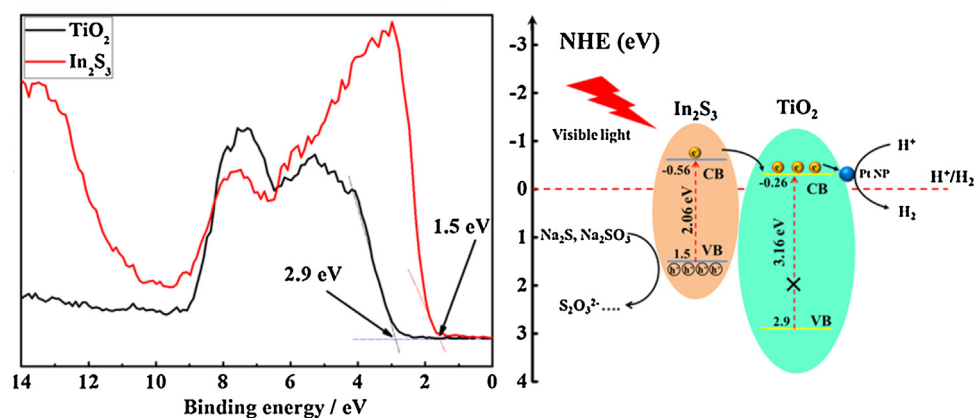 TiO₂
In₂S₃
2.9 eV
1.5 eV
14 12 10 8 6 4 2 0
Binding energy / eV
NHE (eV)
-3
-2
-1
0
1
2
3
4
Visible light
In₂S₃
TiO₂
e⁻
-0.56
CB
2.06 eV
1.5
VB
h⁺ h⁺ h⁺ h⁺
Na₂S, Na₂SO₃
S₂O₃²⁻ ....
e⁻ e⁻ e⁻
-0.26
CB
3.16 eV
2.9
VB
Pt NP
H⁺
H₂
H⁺/H₂